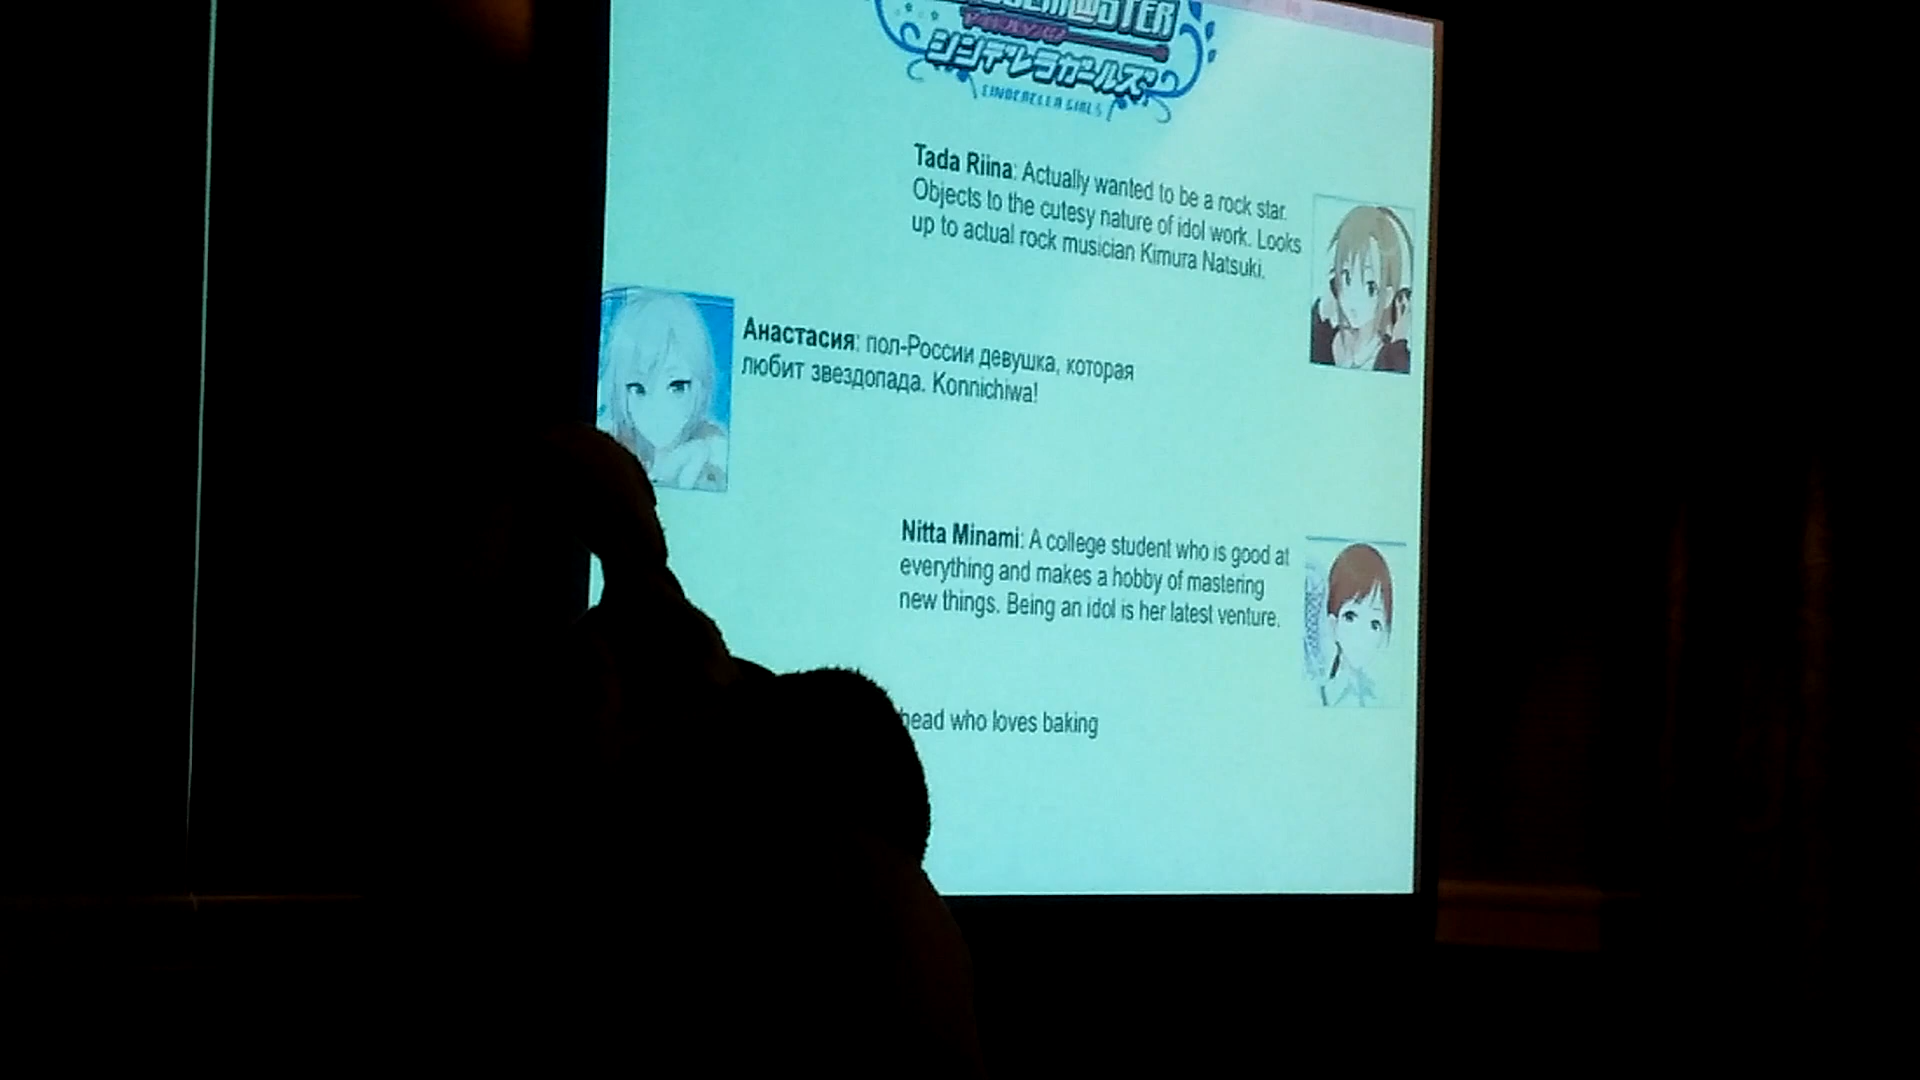 シンデレラガールズ
CINDERELLA GIRLS
Tada Riina: Actually wanted to be a rock star.
Objects to the cutesy nature of idol work. Looks
up to actual rock musician Kimura Natsuki.
Анастасия: пол-России девушка, которая
любит звездопада. Konnichiwa!
Nitta Minami: A college student who is good at
everything and makes a hobby of mastering
new things. Being an idol is her latest venture.
head who loves baking